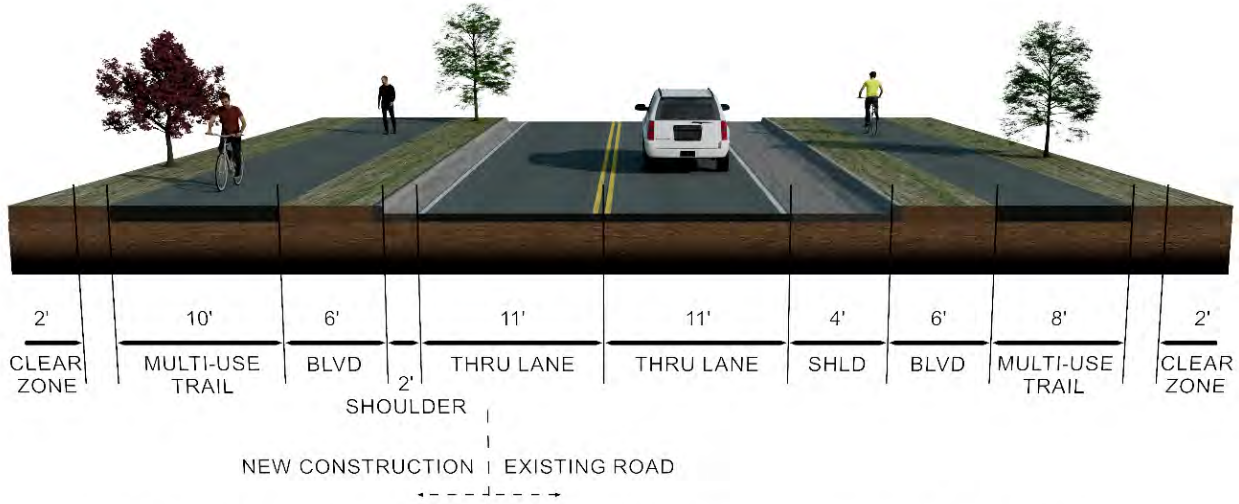 2' 10' 6' 11' 11' 4' 6' 8' 2'
CLEAR MULTI-USE BLVD THRU LANE THRU LANE SHLD BLVD MULTI-USE CLEAR
ZONE TRAIL 2' TRAIL ZONE
SHOULDER
NEW CONSTRUCTION EXISTING ROAD